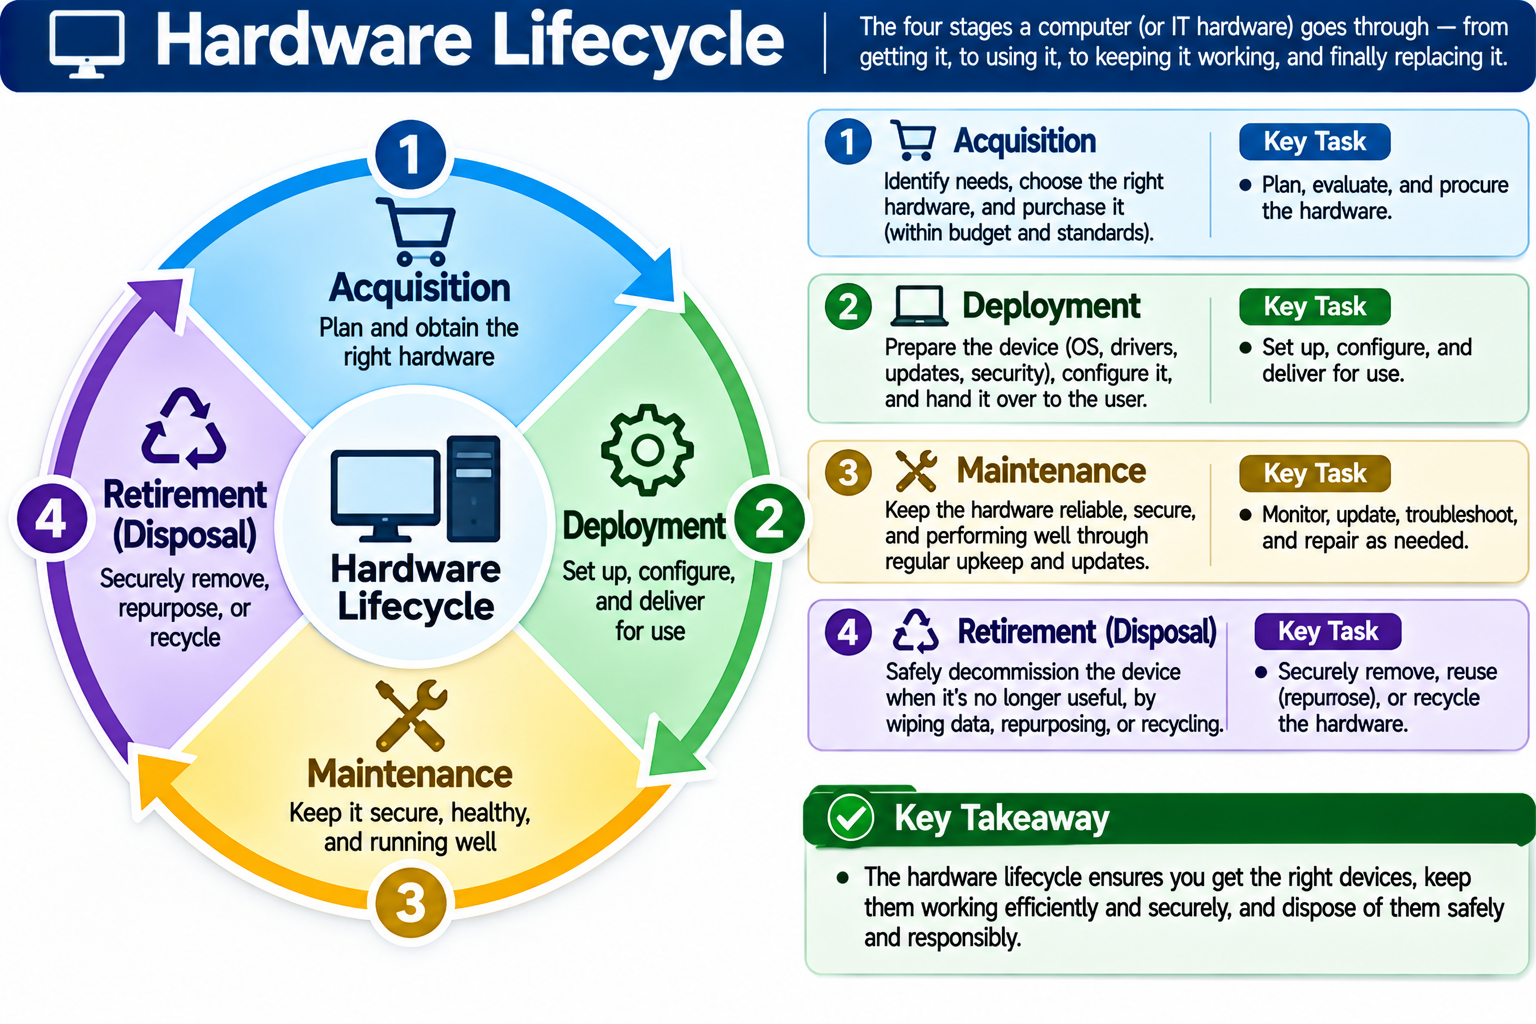 Hardware Lifecycle
The four stages a computer (or IT hardware) goes through — from
getting it, to using it, to keeping it working, and finally replacing it.
1
Acquisition
Plan and obtain the
right hardware
2
Deployment
Set up, configure,
and deliver
for use
3
Maintenance
Keep it secure, healthy,
and running well
4
Retirement
(Disposal)
Securely remove,
repurpose, or
recycle
Hardware
Lifecycle
1
Acquisition
Identify needs, choose the right
hardware, and purchase it
(within budget and standards).
Key Task
• Plan, evaluate, and procure
the hardware.
2
Deployment
Prepare the device (OS, drivers,
updates, security), configure it,
and hand it over to the user.
Key Task
• Set up, configure, and
deliver for use.
3
Maintenance
Keep the hardware reliable, secure,
and performing well through
regular upkeep and updates.
Key Task
• Monitor, update, troubleshoot,
and repair as needed.
4
Retirement (Disposal)
Safely decommission the device
when it's no longer useful, by
wiping data, repurposing, or recycling.
Key Task
• Securely remove, reuse
(repurrose), or recycle
the hardware.
Key Takeaway
• The hardware lifecycle ensures you get the right devices, keep
them working efficiently and securely, and dispose of them safely
and responsibly.